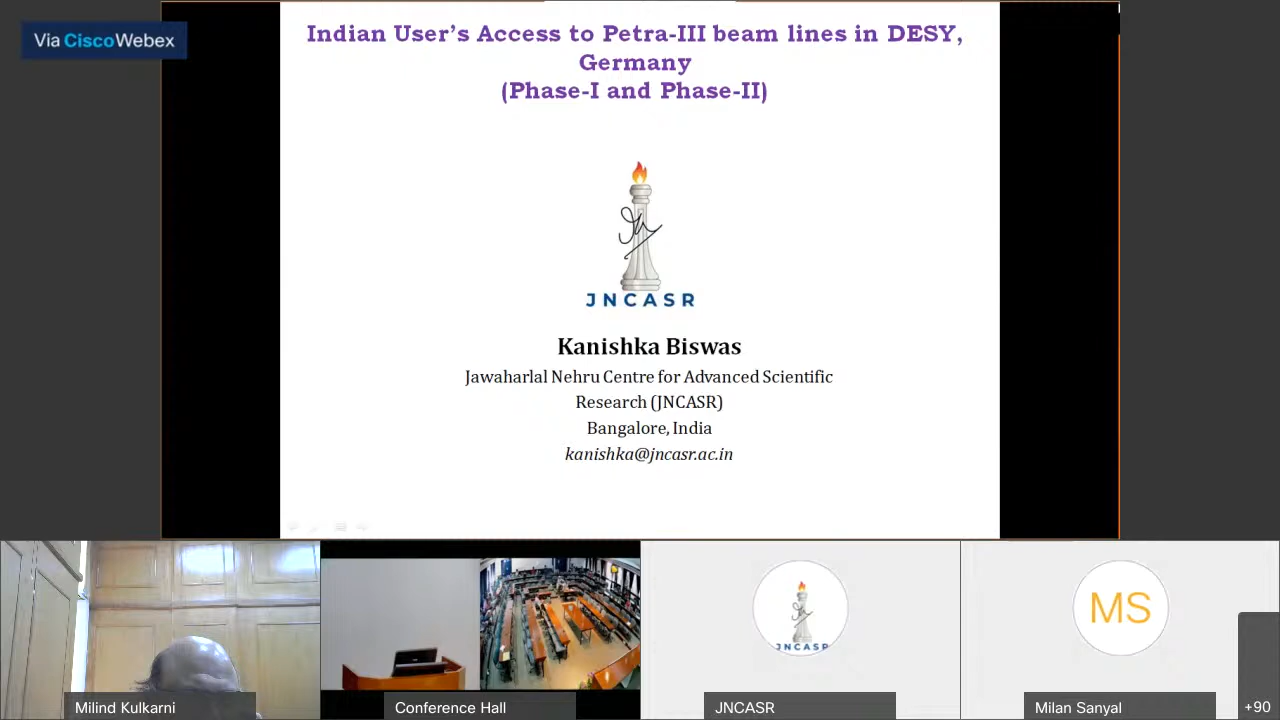 Via Cisco Webex
Indian User's Access to Petra-III beam lines in DESY,
Germany
(Phase-I and Phase-II)
JNCASR
Kanishka Biswas
Jawaharlal Nehru Centre for Advanced Scientific
Research (JNCASR)
Bangalore, India
kanishka@jncasr.ac.in
JNCASR
MS
Milind Kulkarni
Conference Hall
JNCASR
Milan Sanyal
+90